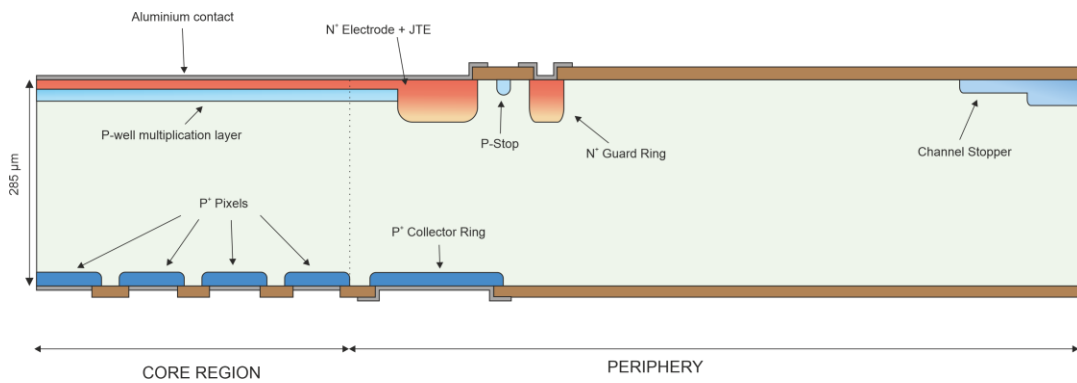 Aluminium contact
N⁺ Electrode + JTE
P-well multiplication layer
P-Stop
N⁺ Guard Ring
Channel Stopper
285 μm
P⁺ Pixels
P⁺ Collector Ring
CORE REGION
PERIPHERY